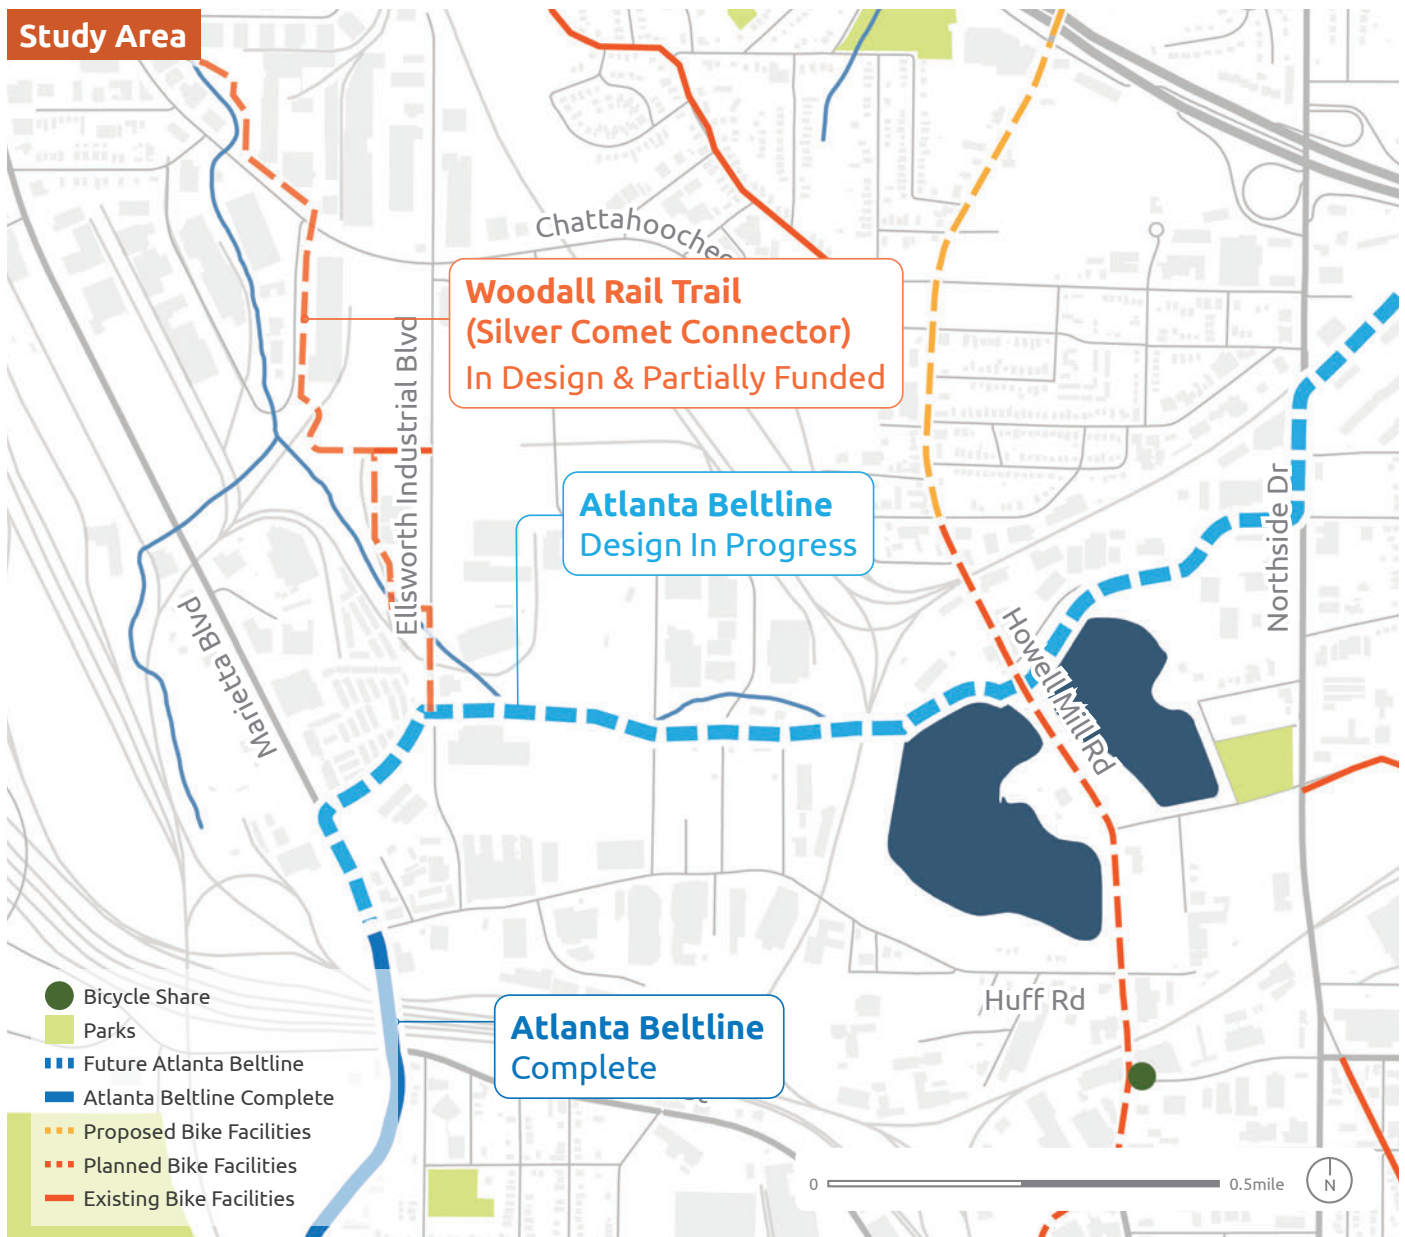 Study Area
Chattahoochee
Woodall Rail Trail
(Silver Comet Connector)
In Design & Partially Funded
Ellsworth Industrial Blvd
Atlanta Beltline
Design In Progress
Northside Dr
Marietta Blvd
Howell Mill Rd
Huff Rd
Atlanta Beltline
Complete
Bicycle Share
Parks
Future Atlanta Beltline
Atlanta Beltline Complete
Proposed Bike Facilities
Planned Bike Facilities
Existing Bike Facilities
0
0.5mile
N